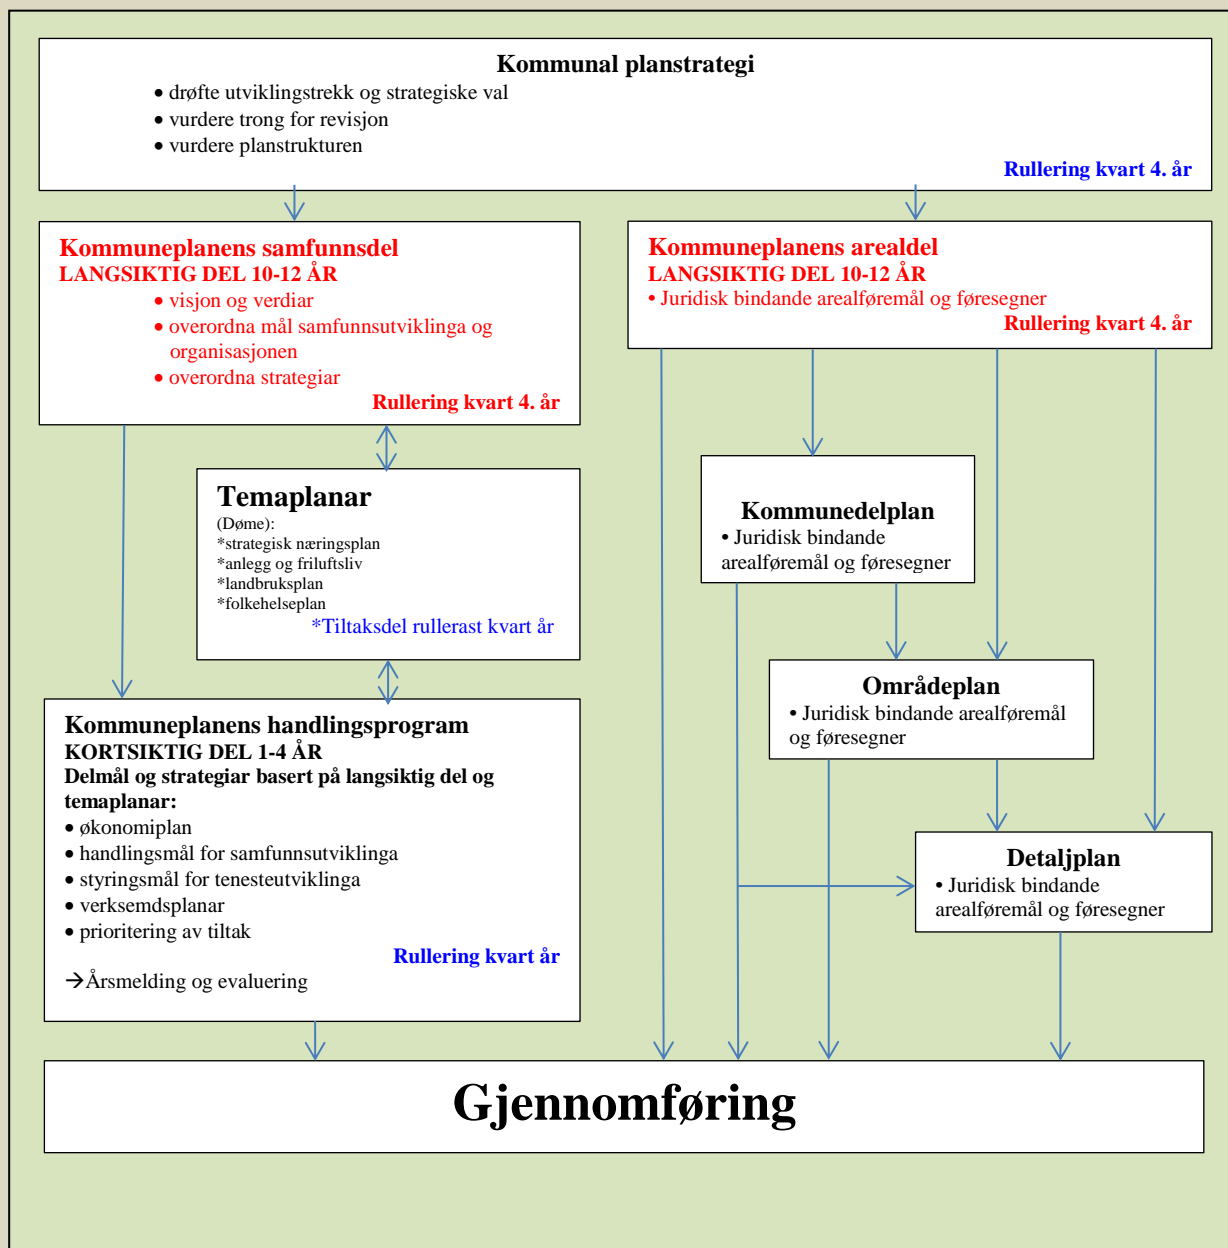 Kommunal planstrategi
• drøfte utviklingstrekk og strategiske val
• vurdere trong for revisjon
• vurdere planstrukturen
Rullering kvart 4. år
Kommuneplanens samfunnsdel
LANGSIKTIG DEL 10-12 ÅR
• visjon og verdiar
• overordna mål samfunnsutviklinga og
organisasjonen
• overordna strategiar
Rullering kvart 4. år
Kommuneplanens arealdel
LANGSIKTIG DEL 10-12 ÅR
• Juridisk bindande arealføremål og føresegner
Rullering kvart 4. år
Temaplanar
(Døme):
*strategisk næringsplan
*anlegg og friluftsliv
*landbruksplan
*folkehelseplan
*Tiltaksdel rullerast kvart år
Kommunedelplan
• Juridisk bindande
arealføremål og føresegner
Områdeplan
• Juridisk bindande arealføremål
og føresegner
Kommuneplanens handlingsprogram
KORTSIKTIG DEL 1-4 ÅR
Delmål og strategiar basert på langsiktig del og
temaplanar:
• økonomiplan
• handlingsmål for samfunnsutviklinga
• styringsmål for tenesteutviklinga
• verksemdsplanar
• prioritering av tiltak
Rullering kvart år
→Årsmelding og evaluering
Detaljplan
• Juridisk bindande
arealføremål og føresegner
Gjennomføring